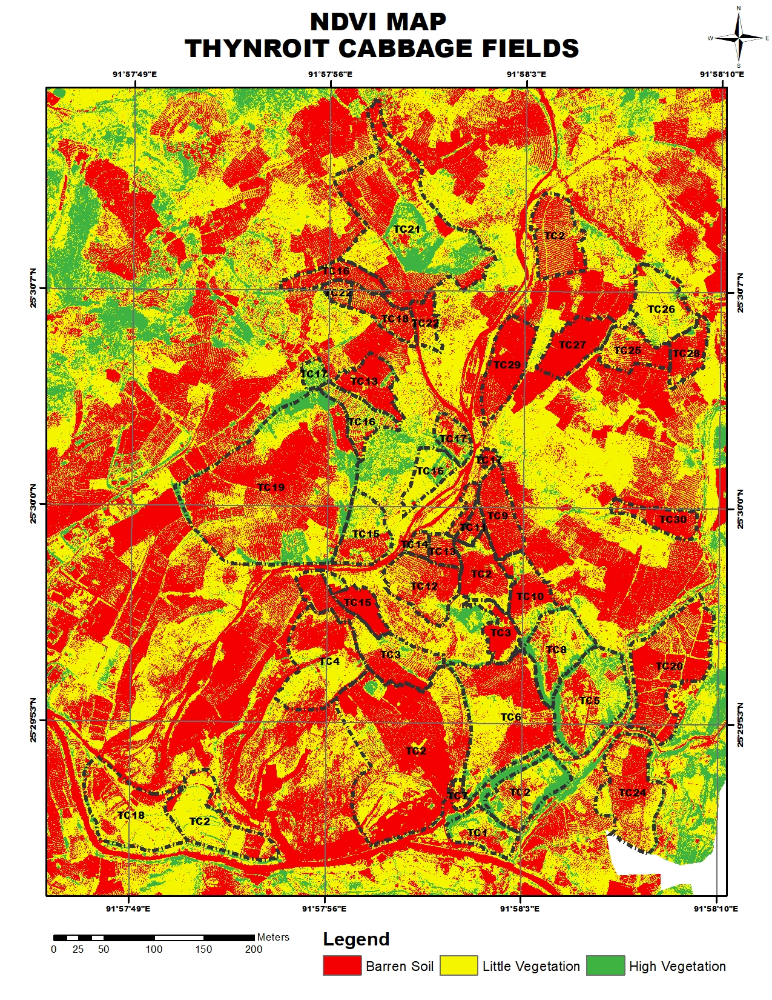 NDVI MAP
THYNROIT CABBAGE FIELDS
N
W E
S
91°57'49"E 91°57'56"E 91°58'3"E 91°58'10"E
TC21
TC2
TC16
25°30'7"N
25°30'7"N
TC22
TC26
TC18
TC22
TC27
TC25
TC28
TC29
TC17
TC13
TC16
TC17
TC17
TC16
TC19
25°30'0"N
25°30'0"N
TC9
TC30
TC11
TC15
TC14
TC13
TC2
TC12
TC10
TC15
TC3
TC8
TC3
TC4
TC20
TC5
25°29'53"N
25°29'53"N
TC6
TC2
TC7
TC2
TC24
TC18
TC2
TC1
91°57'49"E 91°57'56"E 91°58'3"E 91°58'10"E
Meters
0 25 50 100 150 200
Legend
Barren Soil Little Vegetation High Vegetation